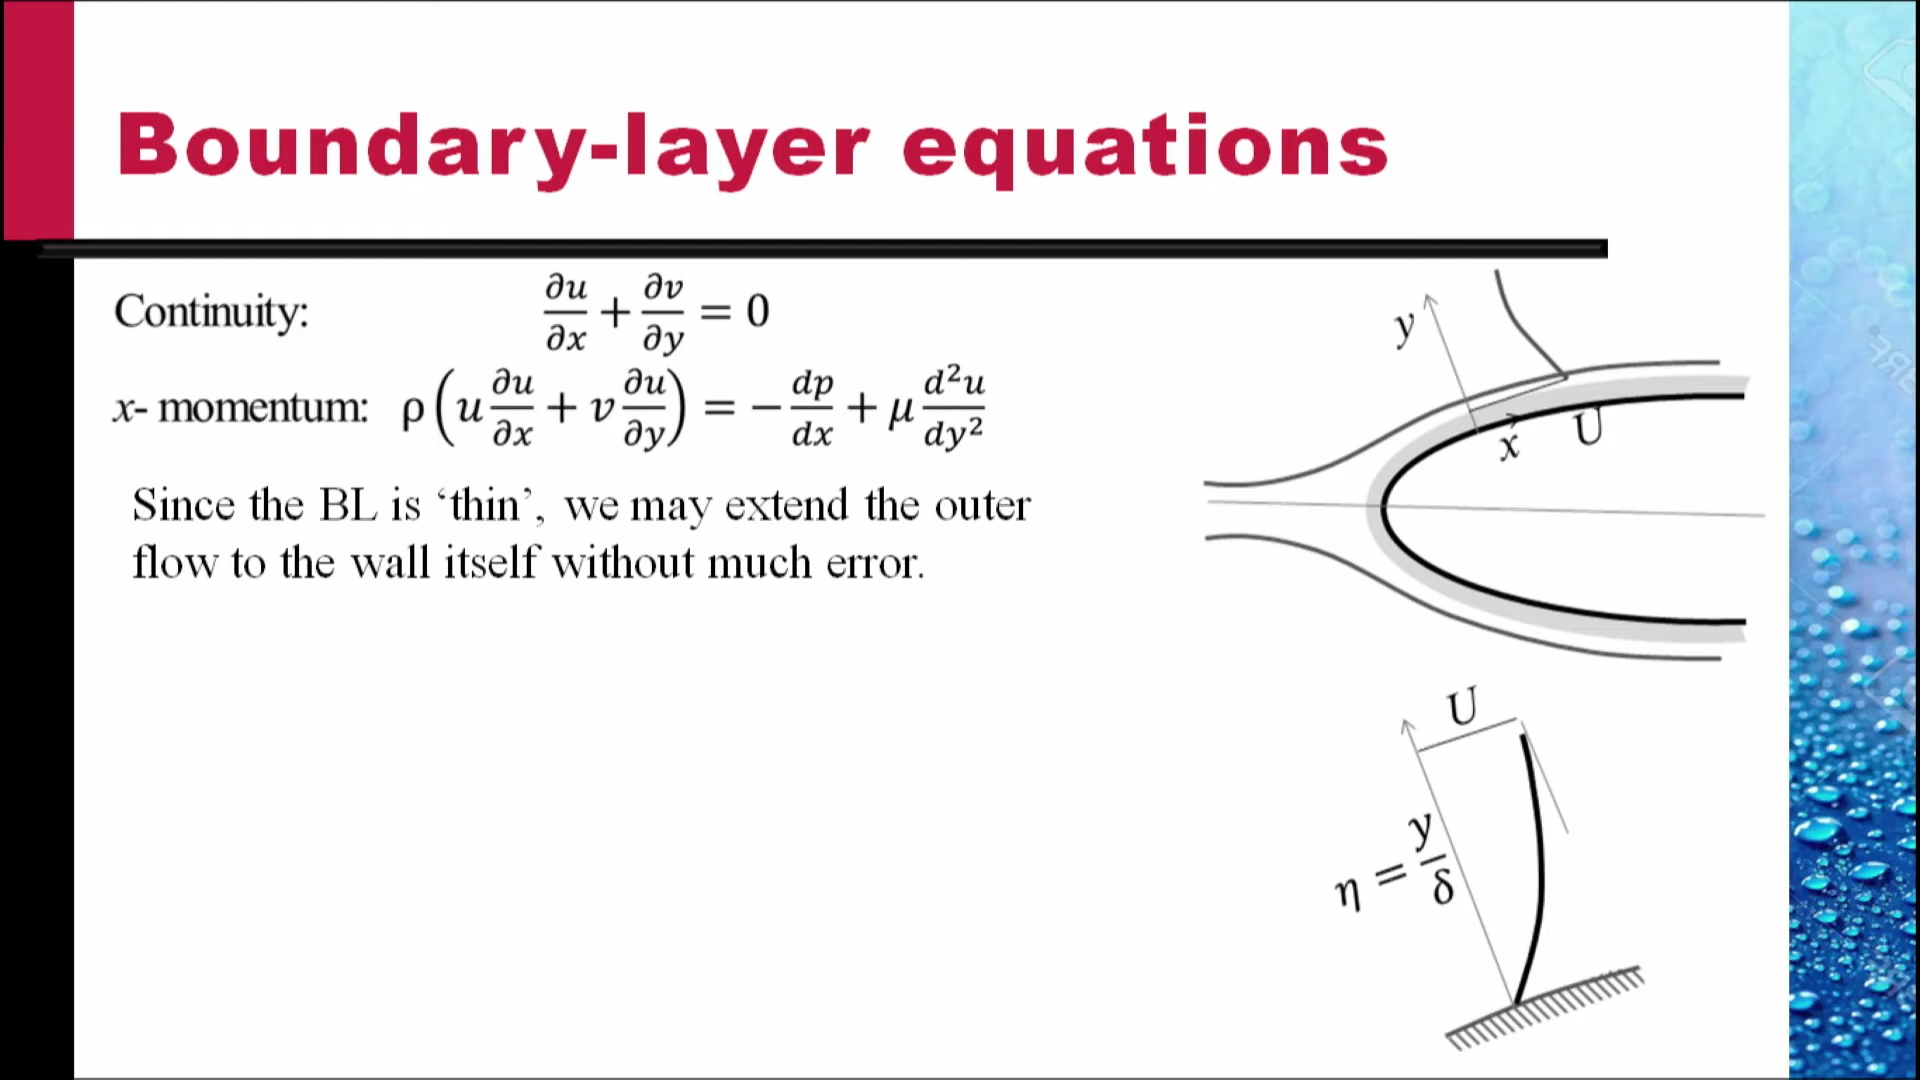 Boundary-layer equations
Continuity: ∂u/∂x + ∂v/∂y = 0
x- momentum: ρ(u ∂u/∂x + v ∂u/∂y) = − dp/dx + μ d²u/dy²
Since the BL is ‘thin’, we may extend the outer
flow to the wall itself without much error.
y
x U
U
η = y/δ